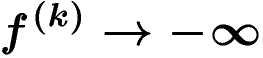 f^{(k)} → −∞